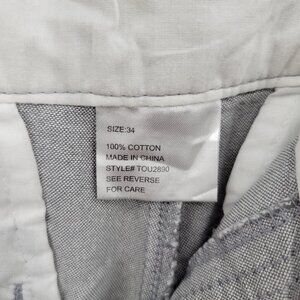 SIZE:34
100% COTTON
MADE IN CHINA
STYLE# TOU2890
SEE REVERSE
FOR CARE